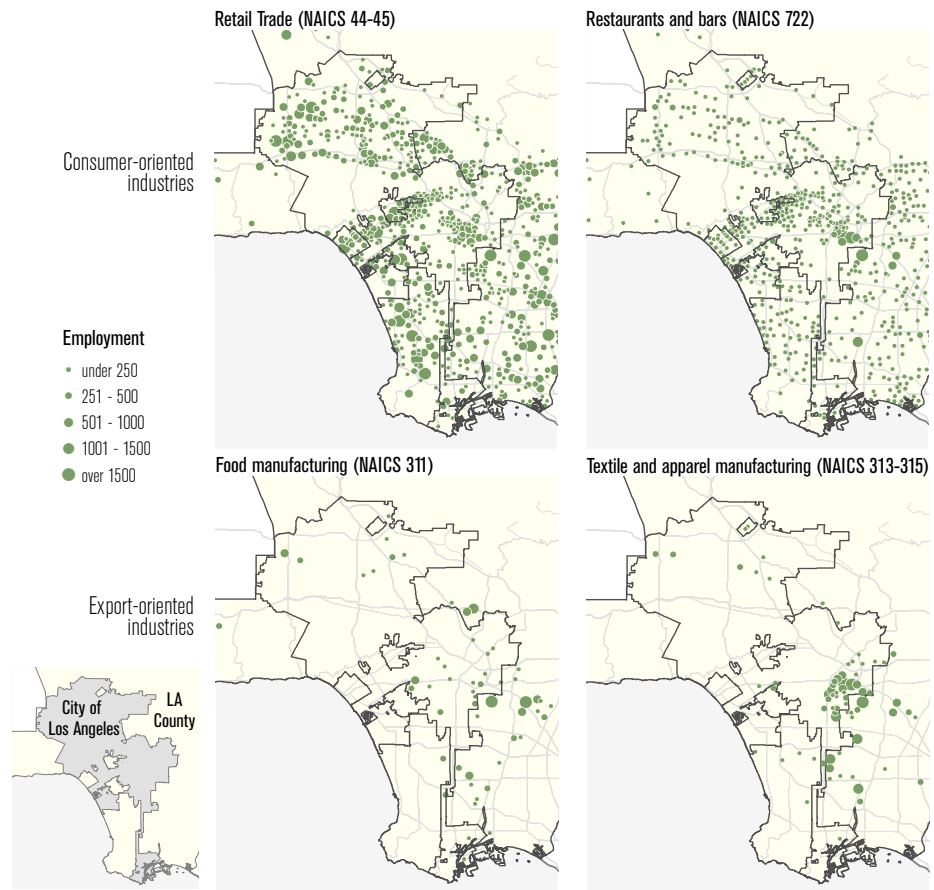 Retail Trade (NAICS 44-45)
Restaurants and bars (NAICS 722)
Consumer-oriented
industries
Employment
under 250
251 - 500
501 - 1000
1001 - 1500
over 1500
Food manufacturing (NAICS 311)
Textile and apparel manufacturing (NAICS 313-315)
Export-oriented
industries
City of
Los Angeles
LA
County